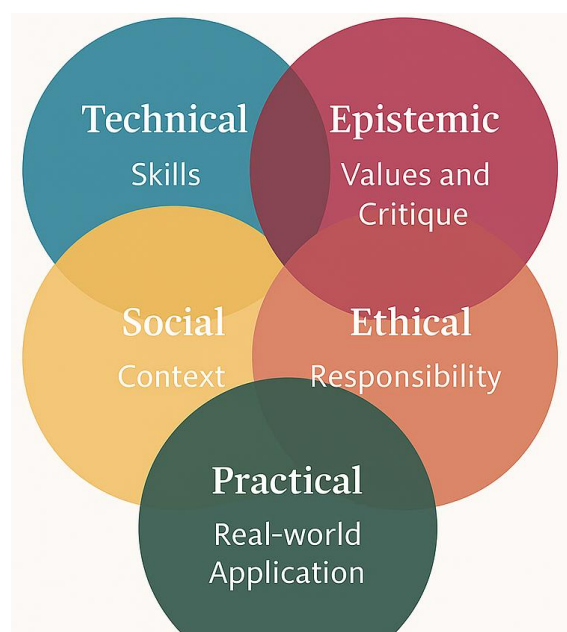 Technical
Skills
Epistemic
Values and
Critique
Social
Context
Ethical
Responsibility
Practical
Real-world
Application